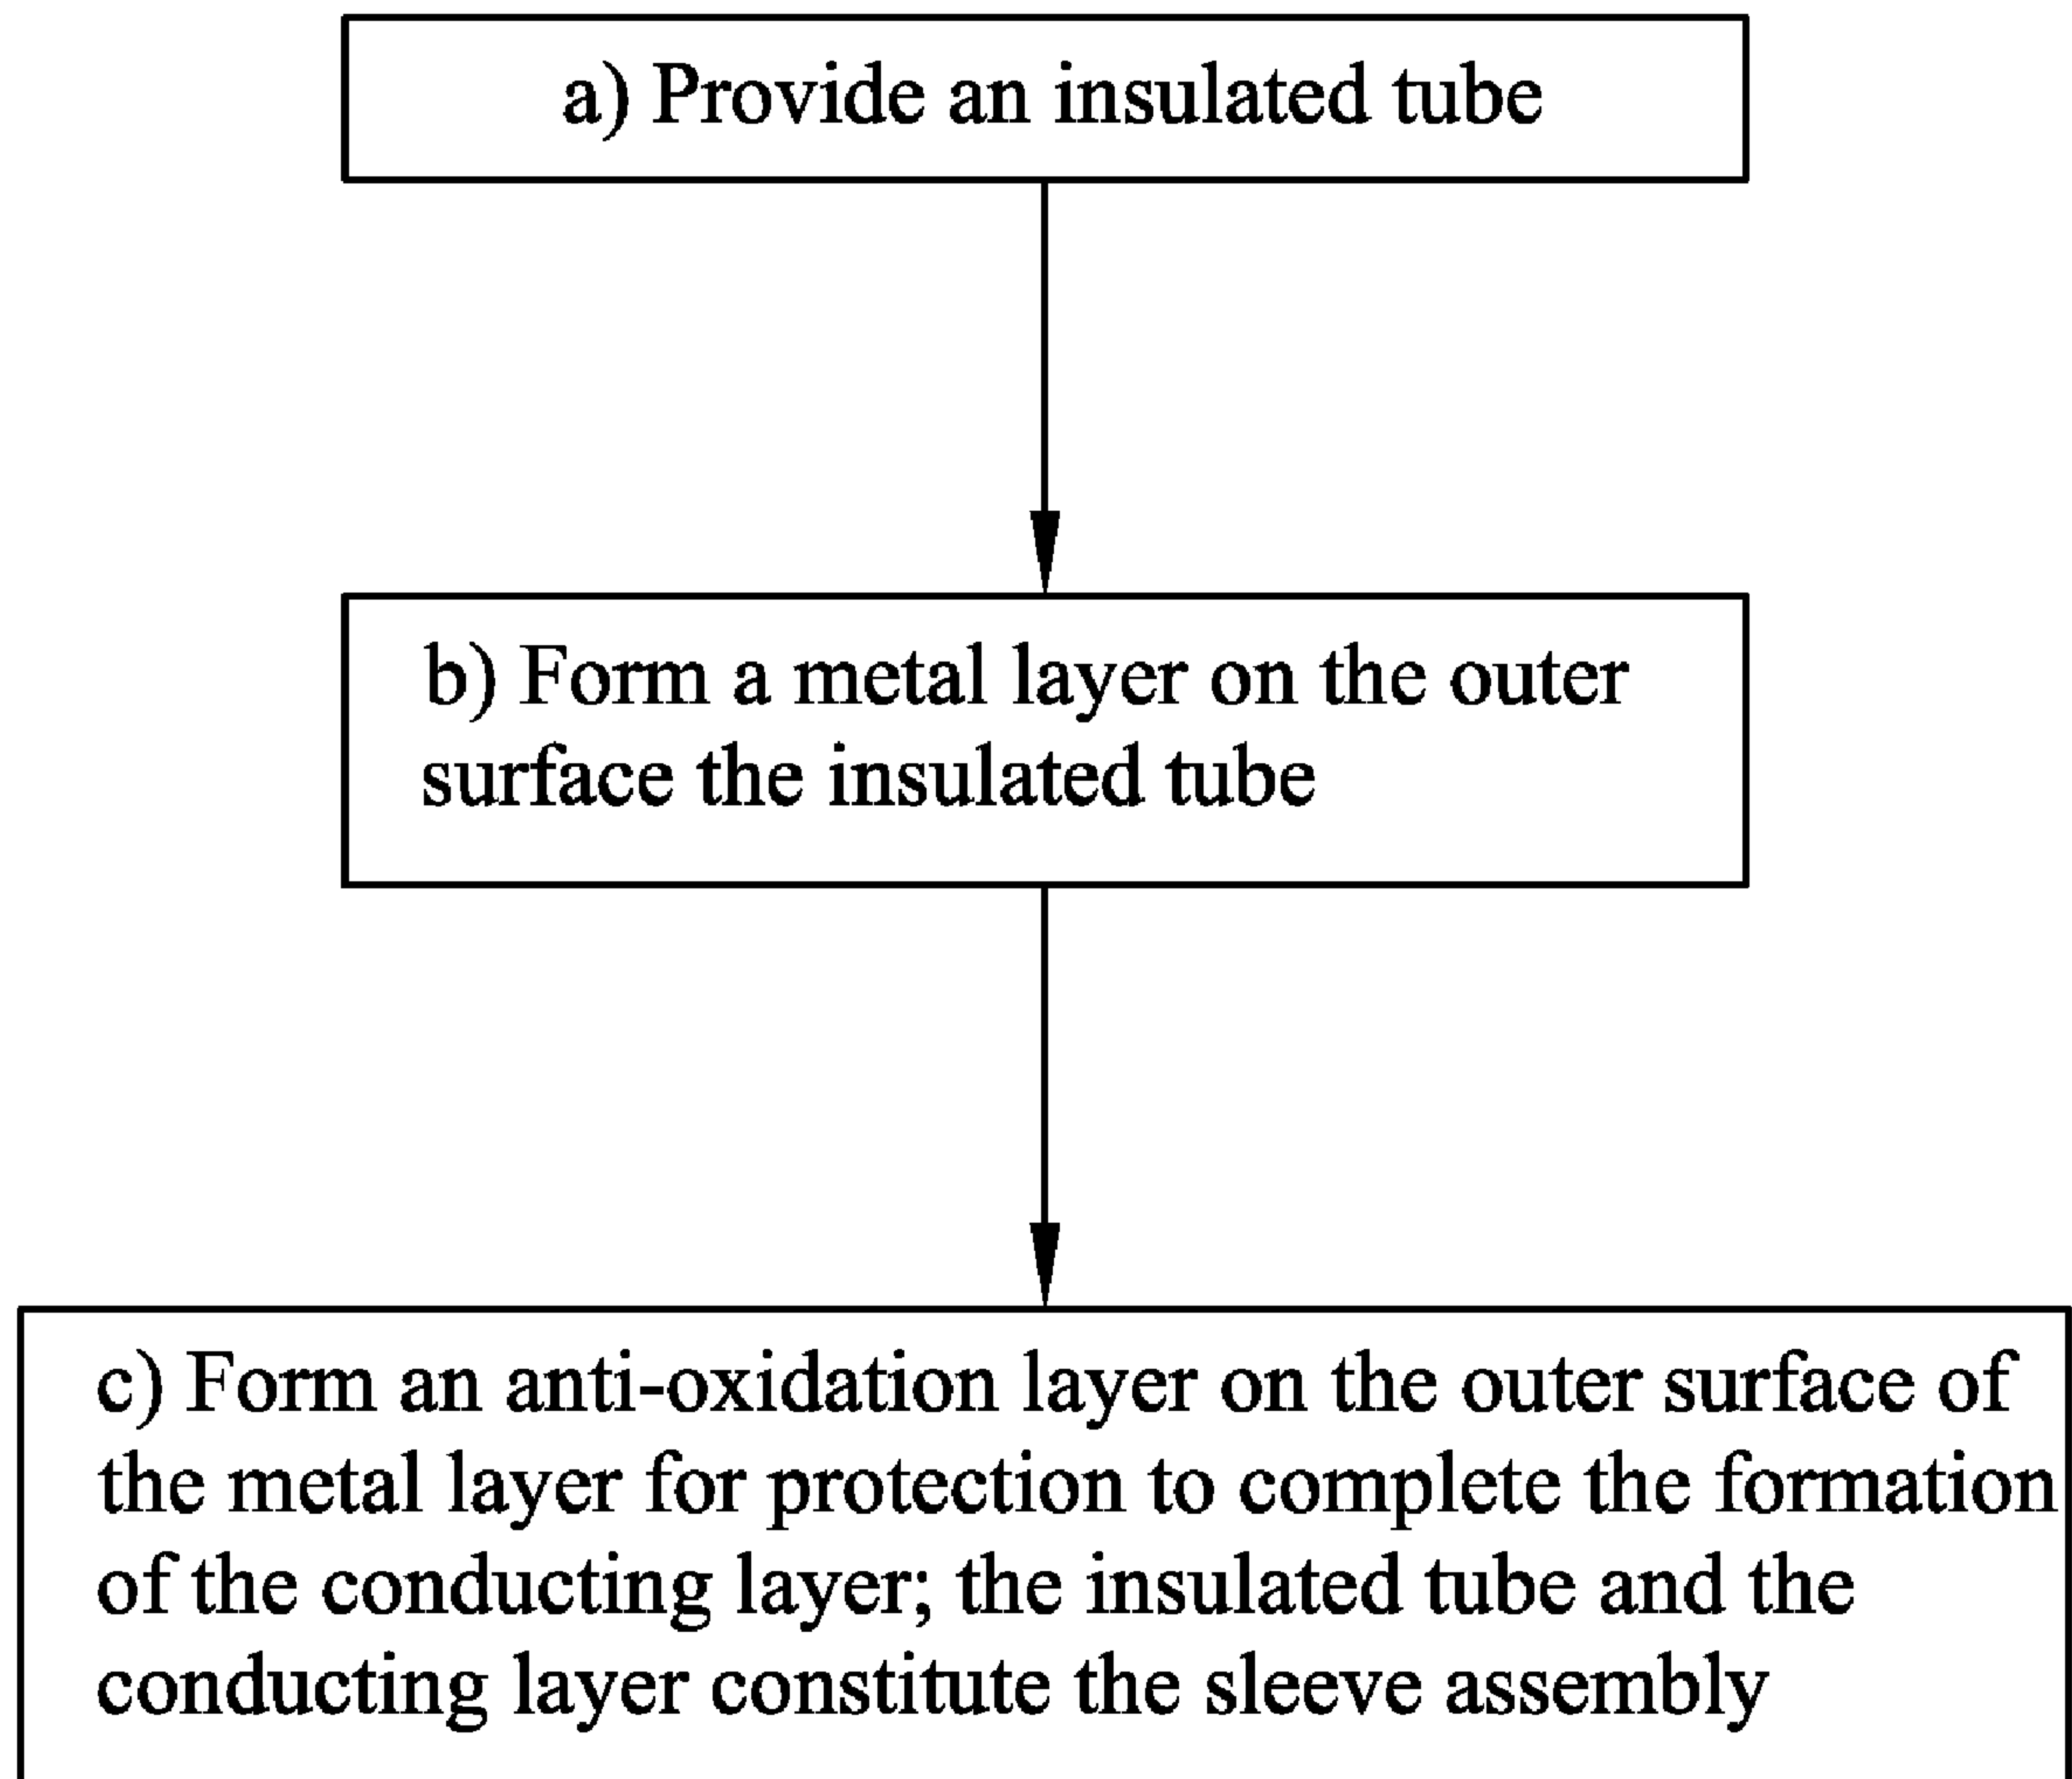 a) Provide an insulated tube
b) Form a metal layer on the outer
surface the insulated tube
c) Form an anti-oxidation layer on the outer surface of
the metal layer for protection to complete the formation
of the conducting layer; the insulated tube and the
conducting layer constitute the sleeve assembly